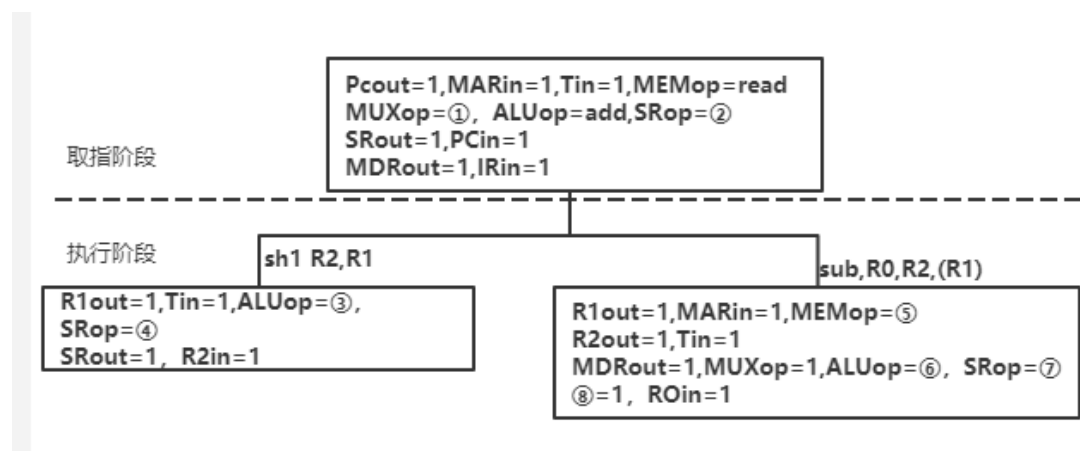 Pcout=1,MARin=1,Tin=1,MEMop=read
MUXop=①, ALUop=add,SRop=②
SRout=1,PCin=1
MDRout=1,IRin=1
取指阶段
执行阶段
sh1 R2,R1
sub,R0,R2,(R1)
R1out=1,Tin=1,ALUop=③,
SRop=④
SRout=1, R2in=1
R1out=1,MARin=1,MEMop=⑤
R2out=1,Tin=1
MDRout=1,MUXop=1,ALUop=⑥, SRop=⑦
⑧=1, ROin=1